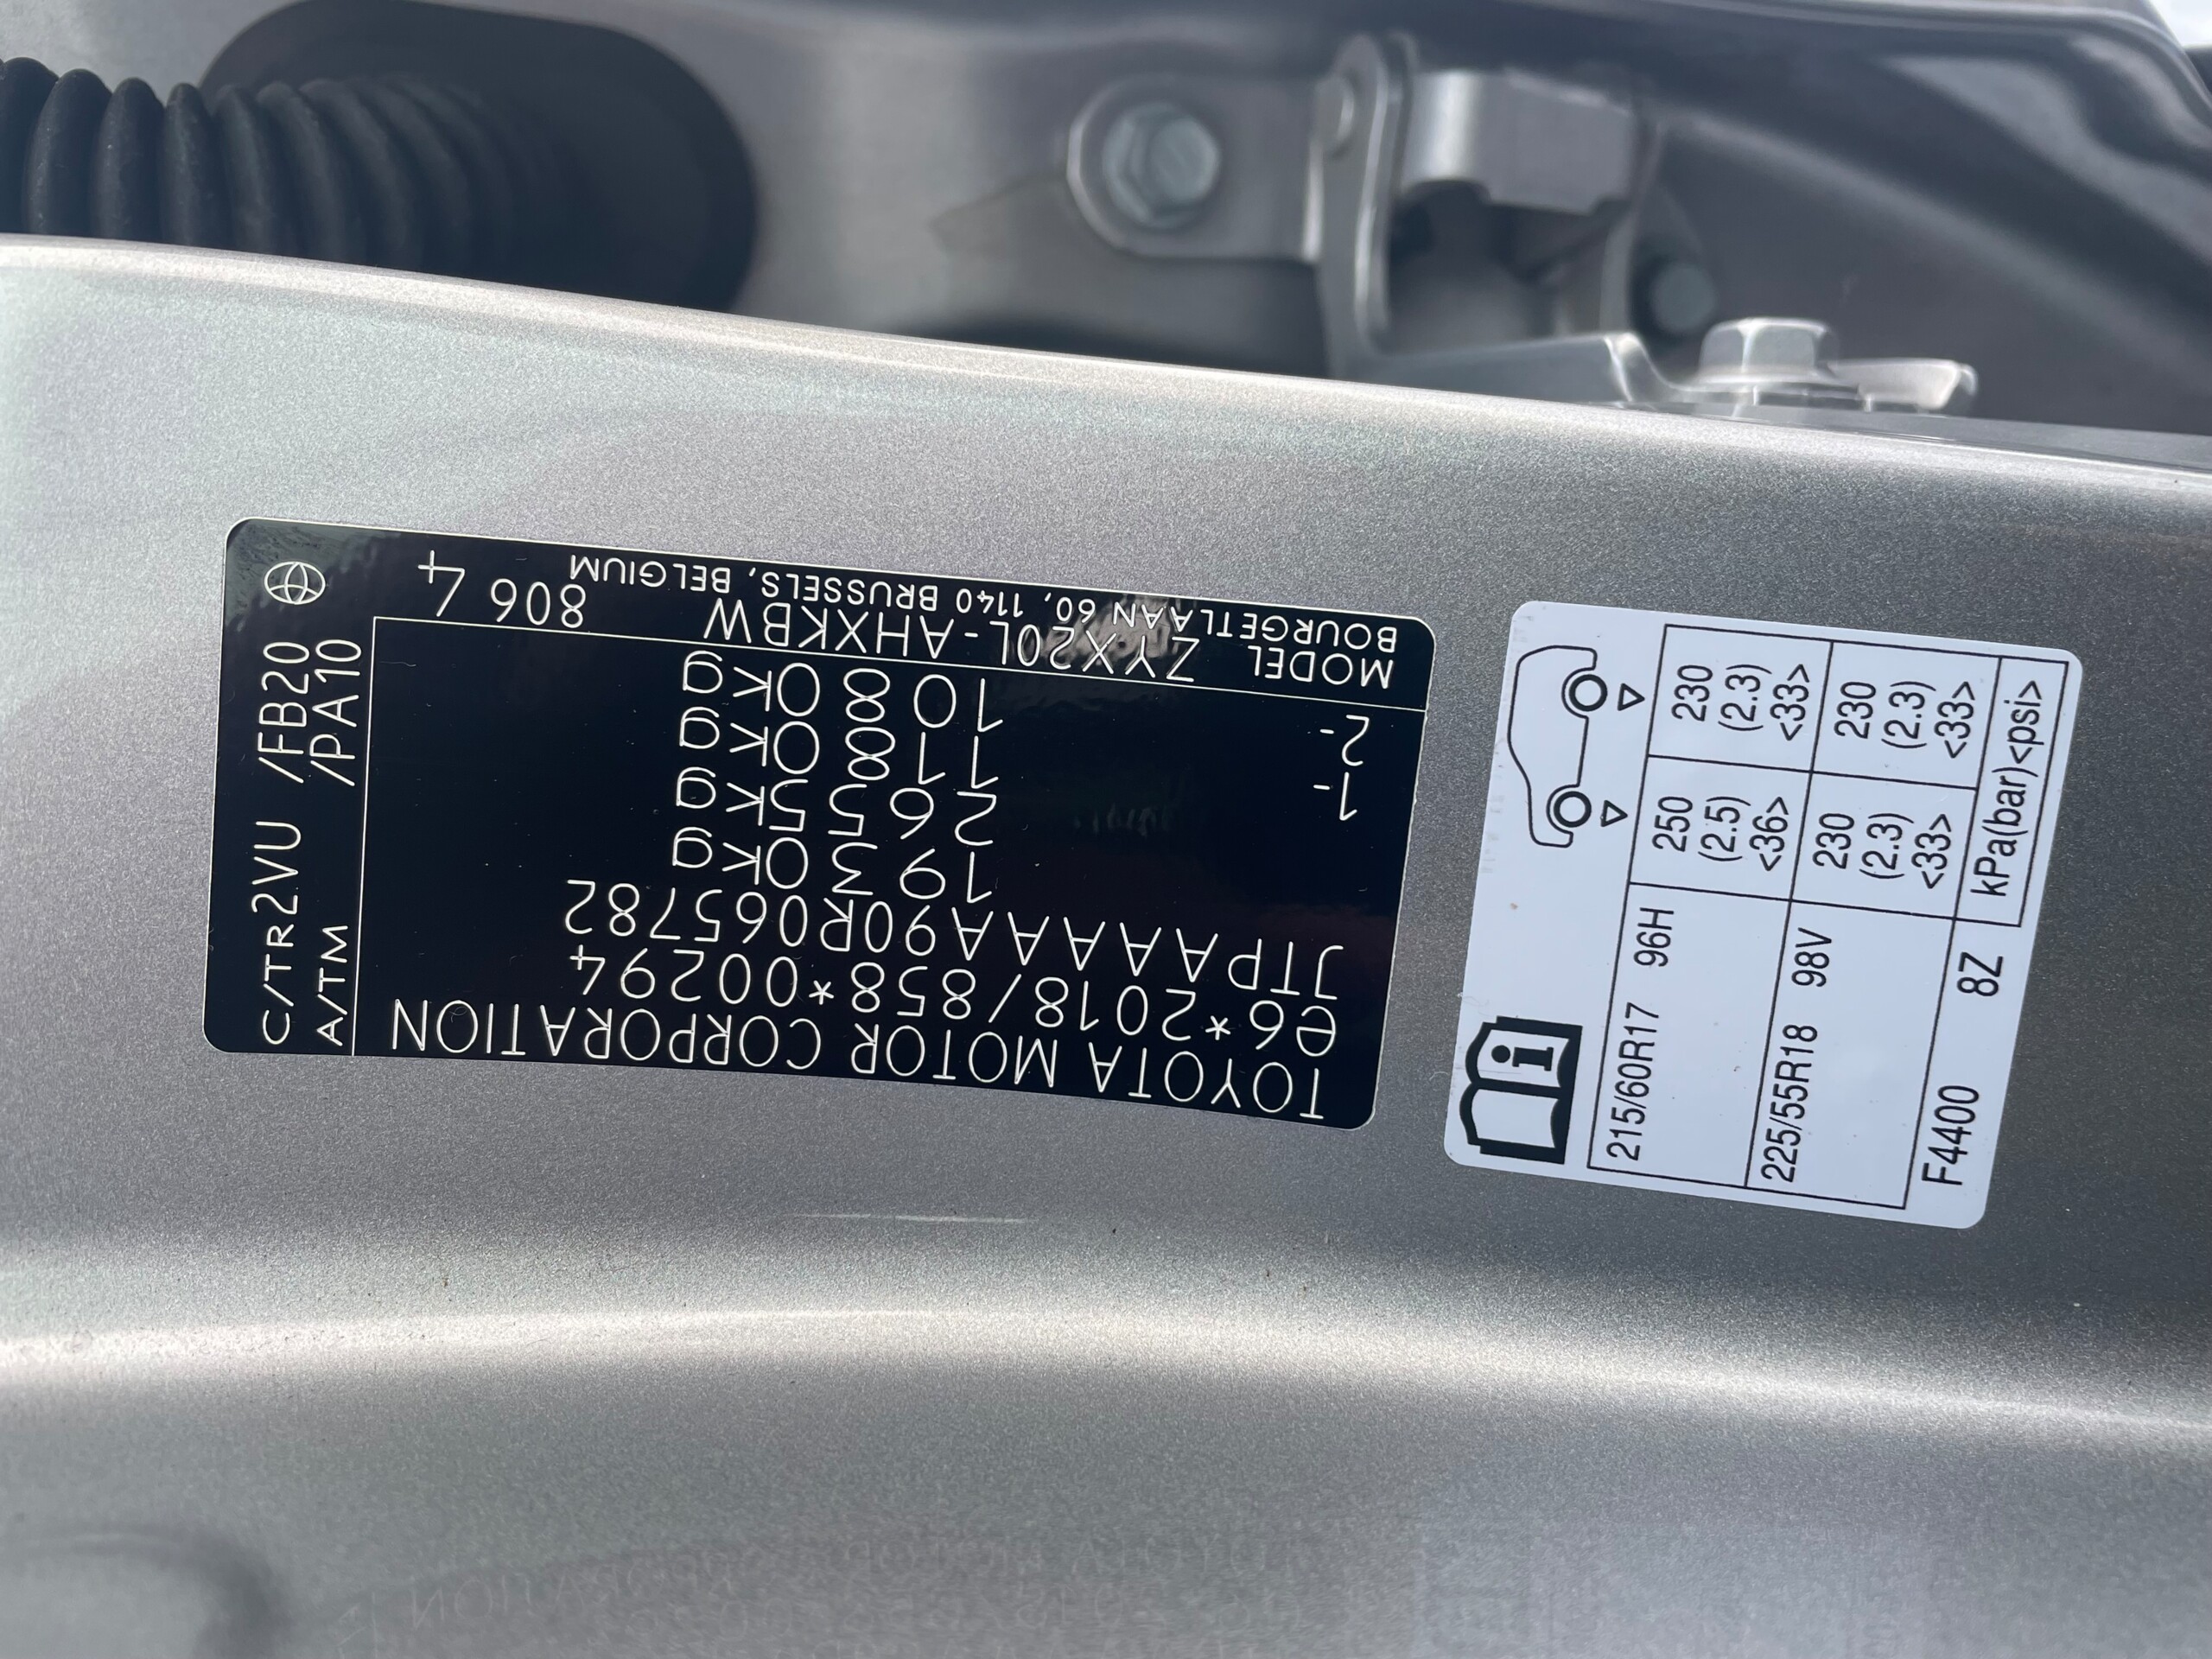 TOYOTA MOTOR CORPORATION
e6*2018/858*00294
JTPAAAAA90R065782
1930kg
2655kg
1- 1180kg
2- 1080kg
MODEL ZYX20L-AHXKBW 806 4
BOURGETLAAN 60, 1140 BRUSSELS, BELGIUM
C/TR 2VU /FB20
A/TM /PA10
215/60R17 96H 250 (2.5) <36> 230 (2.3) <33>
225/55R18 98V 230 (2.3) <33> 230 (2.3) <33>
F4400 8Z kPa(bar)<psi>